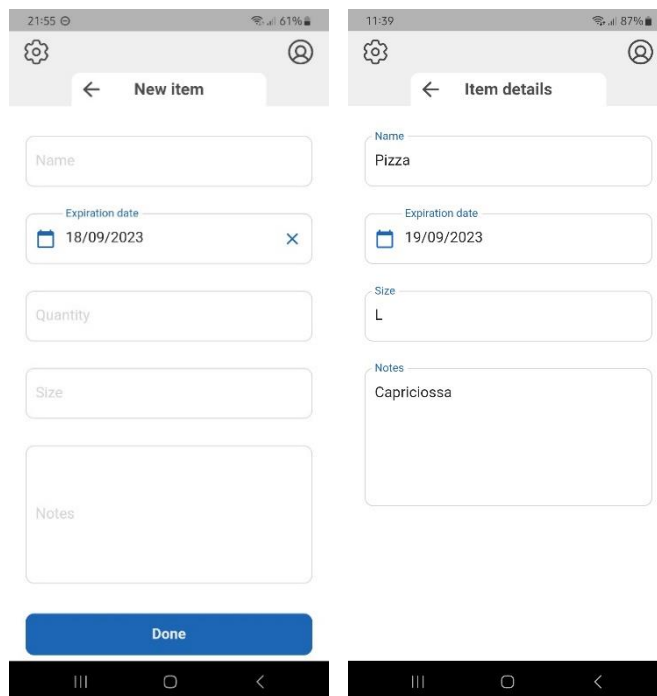 21:55
61%
New item
Name
Expiration date
18/09/2023
Quantity
Size
Notes
Done
11:39
87%
Item details
Name
Pizza
Expiration date
19/09/2023
Size
L
Notes
Capriciossa